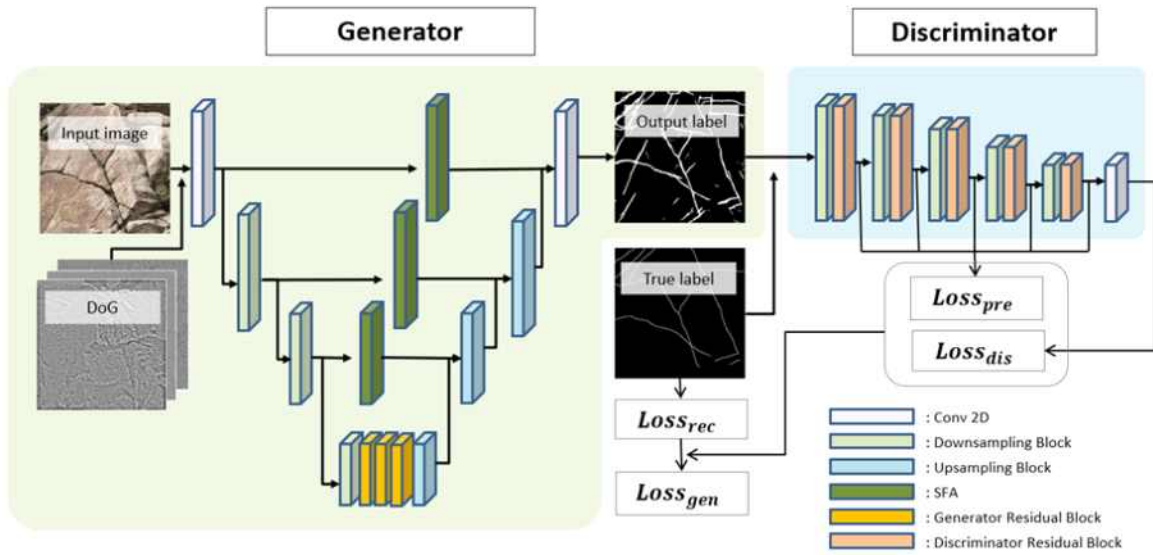 Generator
Discriminator
Input image
DoG
Output label
True label
Loss_rec
Loss_gen
Loss_pre
Loss_dis
: Conv 2D
: Downsampling Block
: Upsampling Block
: SFA
: Generator Residual Block
: Discriminator Residual Block